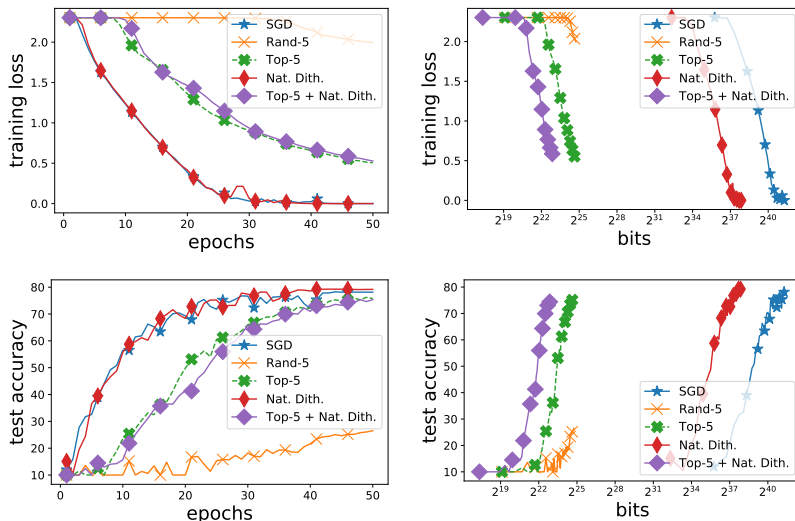 training loss
2.0
1.5
1.0
0.5
0.0
0
10
20
30
40
50
epochs
SGD
Rand-5
Top-5
Nat. Dith.
Top-5 + Nat. Dith.
training loss
2.0
1.5
1.0
0.5
0.0
2^19
2^22
2^25
2^28
2^31
2^34
2^37
2^40
bits
SGD
Rand-5
Top-5
Nat. Dith.
Top-5 + Nat. Dith.
test accuracy
80
70
60
50
40
30
20
10
0
10
20
30
40
50
epochs
SGD
Rand-5
Top-5
Nat. Dith.
Top-5 + Nat. Dith.
test accuracy
80
70
60
50
40
30
20
10
2^19
2^22
2^25
2^28
2^31
2^34
2^37
2^40
bits
SGD
Rand-5
Top-5
Nat. Dith.
Top-5 + Nat. Dith.